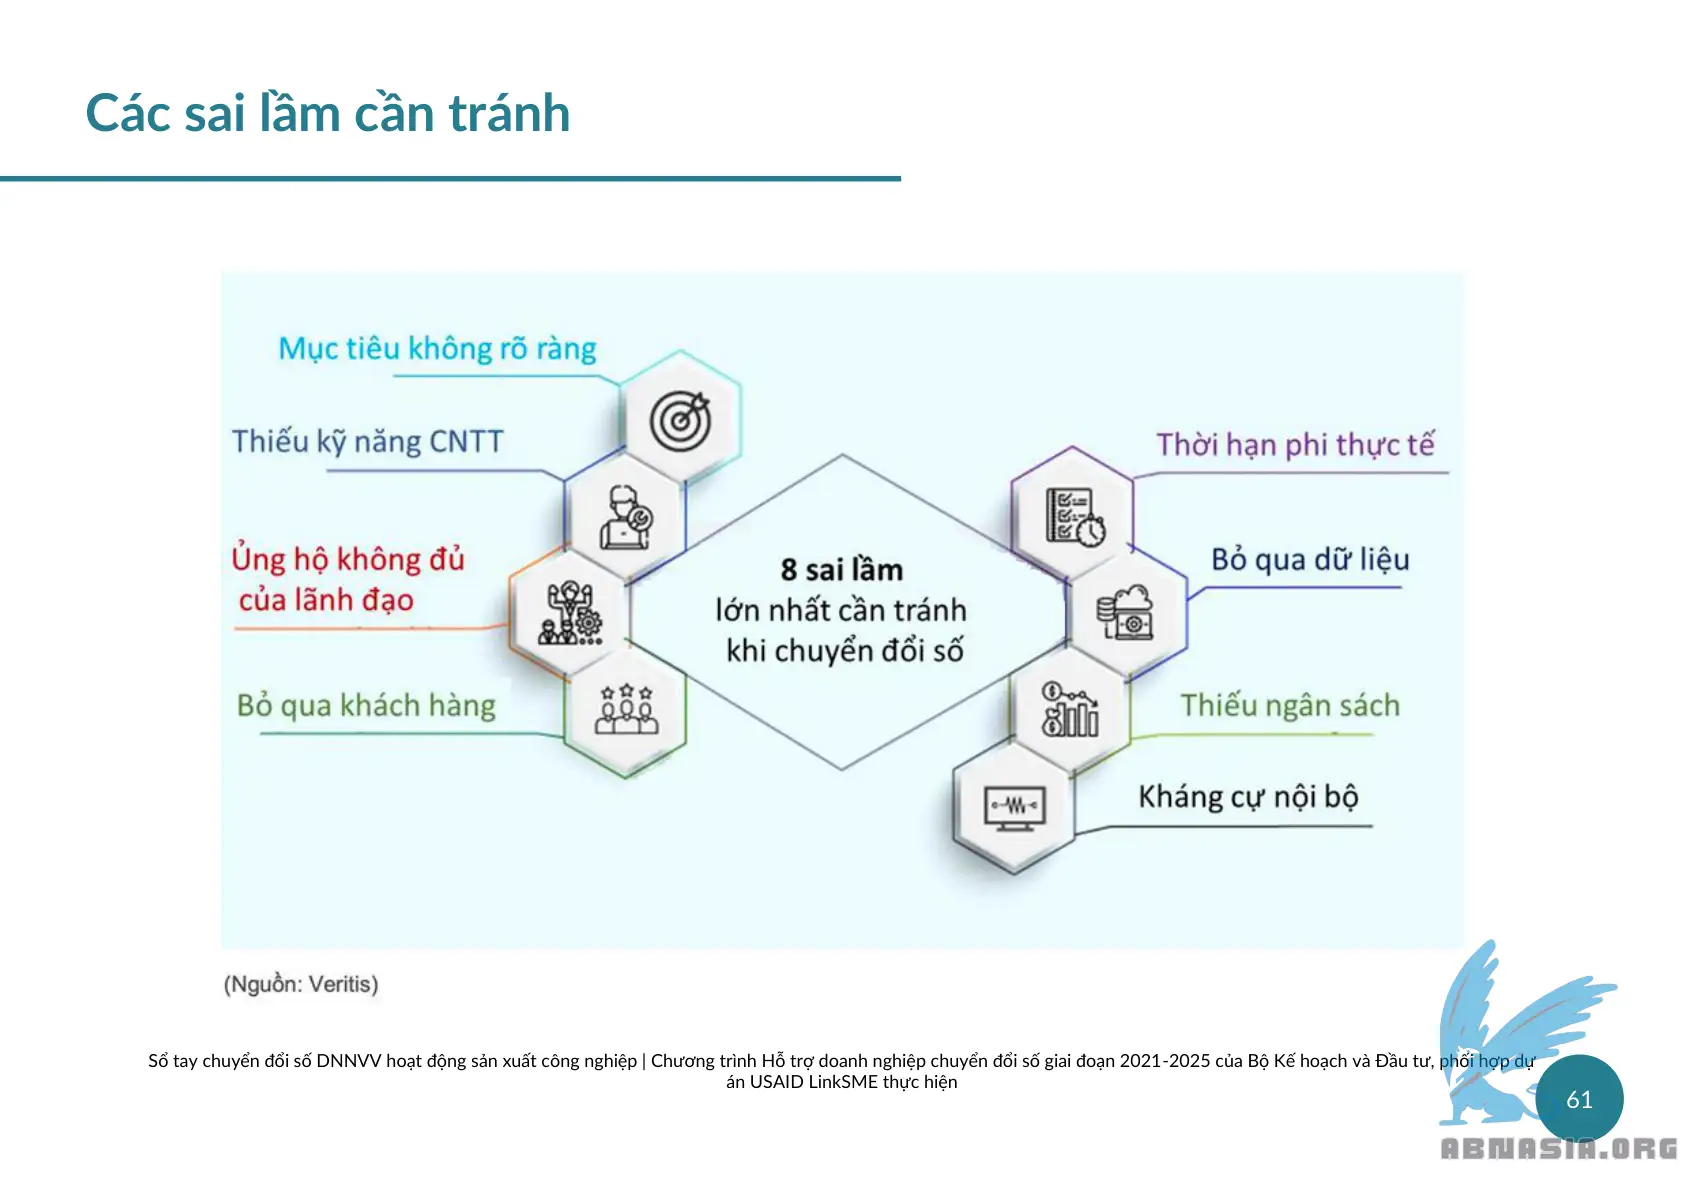 Các sai lầm cần tránh
Mục tiêu không rõ ràng
Thiếu kỹ năng CNTT
Ủng hộ không đủ
của lãnh đạo
Bỏ qua khách hàng
8 sai lầm
lớn nhất cần tránh
khi chuyển đổi số
Thời hạn phi thực tế
Bỏ qua dữ liệu
Thiếu ngân sách
Kháng cự nội bộ
(Nguồn: Veritis)
Sổ tay chuyển đổi số DNNVV hoạt động sản xuất công nghiệp | Chương trình Hỗ trợ doanh nghiệp chuyển đổi số giai đoạn 2021-2025 của Bộ Kế hoạch và Đầu tư, phối hợp dự
án USAID LinkSME thực hiện
61
ABNASIA.ORG